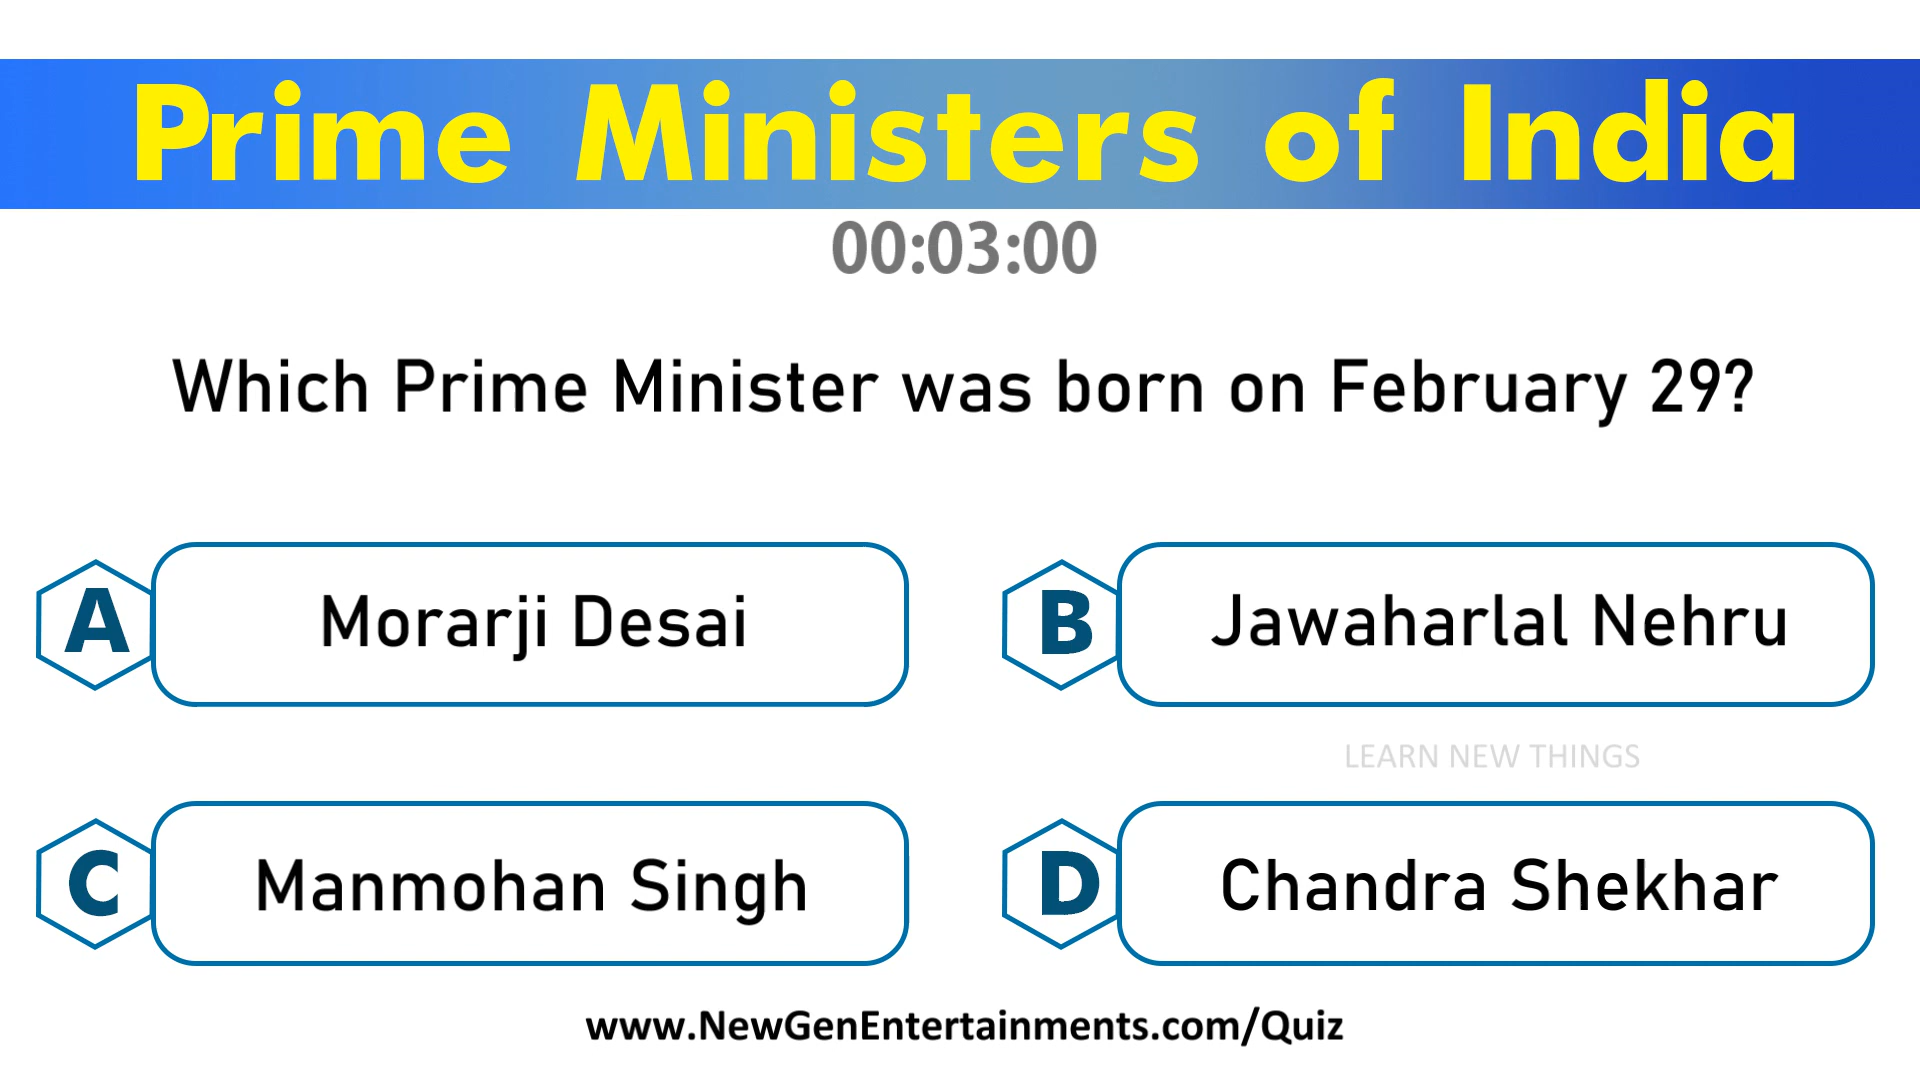 Prime Ministers of India
00:03:00
Which Prime Minister was born on February 29?
A Morarji Desai
B Jawaharlal Nehru
LEARN NEW THINGS
C Manmohan Singh
D Chandra Shekhar
www.NewGenEntertainments.com/Quiz